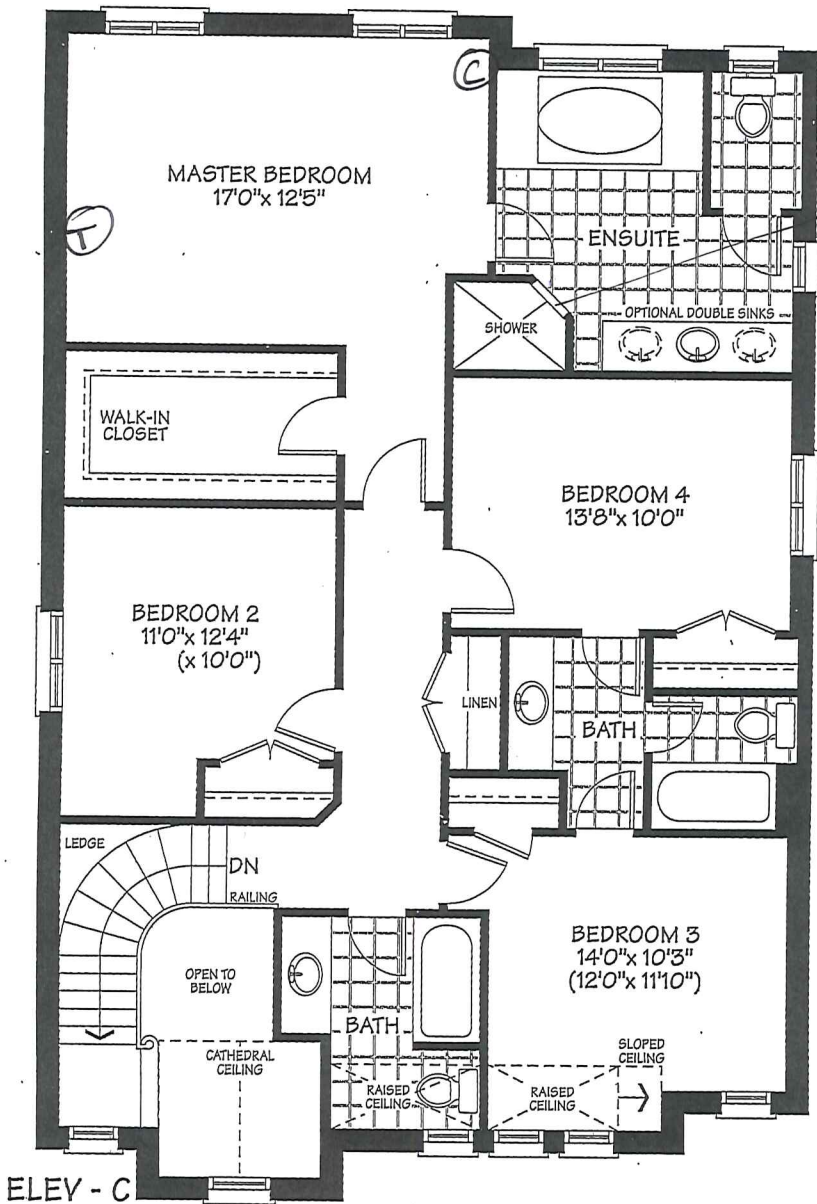 C
MASTER BEDROOM
17'0"x 12'5"
T
ENSUITE
OPTIONAL DOUBLE SINKS
SHOWER
WALK-IN
CLOSET
BEDROOM 4
13'8"x 10'0"
BEDROOM 2
11'0"x 12'4"
(x 10'0")
LINEN
BATH
LEDGE
DN
RAILING
BEDROOM 3
14'0"x 10'3"
(12'0"x 11'10")
OPEN TO
BELOW
BATH
CATHEDRAL
CEILING
SLOPED
CEILING
RAISED
CEILING
RAISED
CEILING
ELEV - C